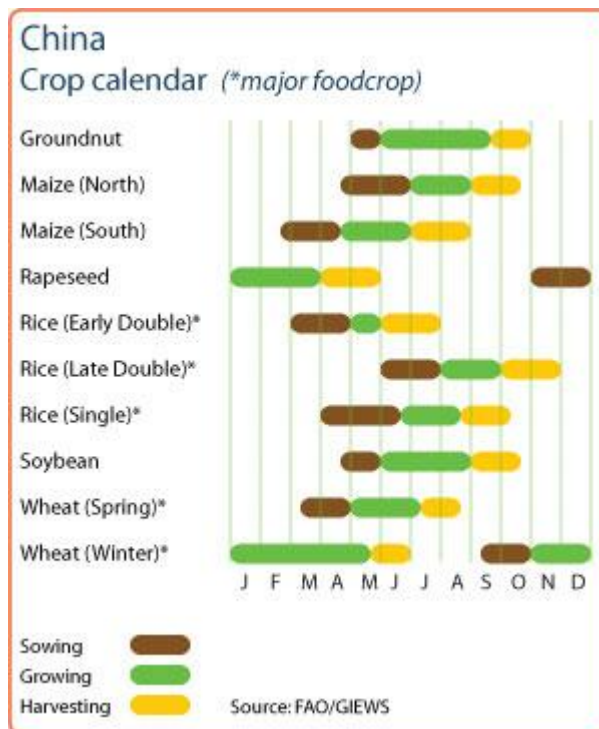 China
Crop calendar (*major foodcrop)
Groundnut
Maize (North)
Maize (South)
Rapeseed
Rice (Early Double)*
Rice (Late Double)*
Rice (Single)*
Soybean
Wheat (Spring)*
Wheat (Winter)*
J F M A M J J A S O N D
Sowing
Growing
Harvesting Source: FAO/GIEWS